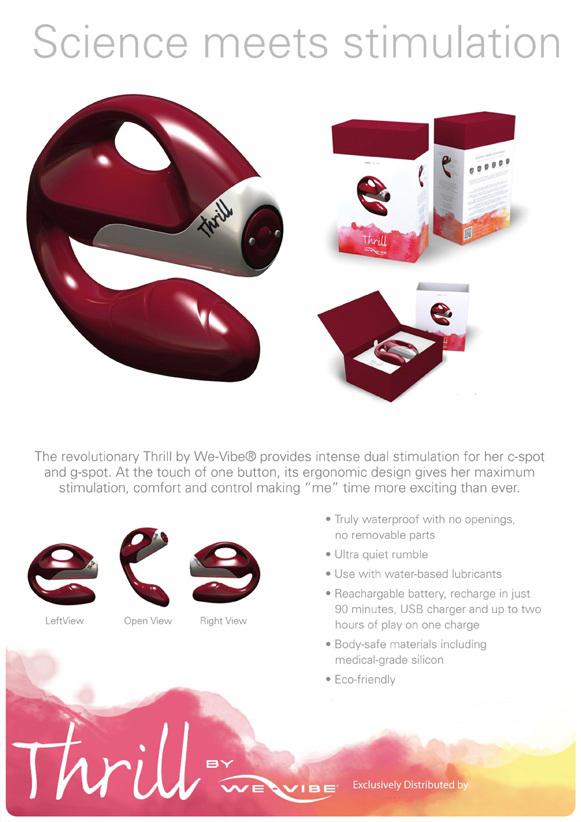 Science meets stimulation
Thrill
Thrill
WE-VIBE
The revolutionary Thrill by We-Vibe® provides intense dual stimulation for her c-spot
and g-spot. At the touch of one button, its ergonomic design gives her maximum
stimulation, comfort and control making “me” time more exciting than ever.
• Truly waterproof with no openings,
no removable parts
• Ultra quiet rumble
• Use with water-based lubricants
• Reachargable battery, recharge in just
90 minutes, USB charger and up to two
hours of play on one charge
• Body-safe materials including
medical-grade silicon
• Eco-friendly
LeftView
Open View
Right View
Thrill BY WE-VIBE®
Exclusively Distributed by